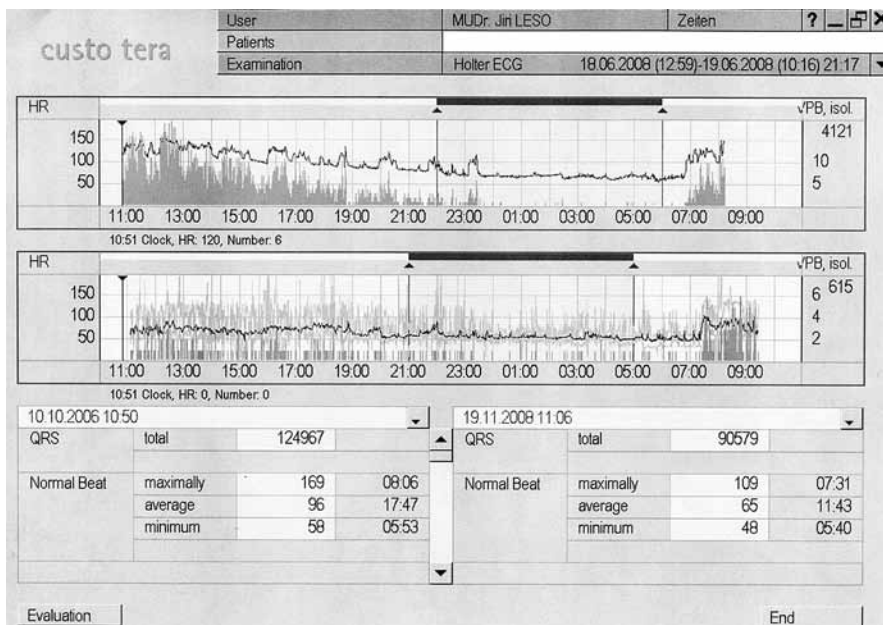 custo tera
User MUDr. Jiri LESO Zeiten ?
Patients
Examination Holter ECG 18.06.2008 (12:59)-19.06.2008 (10:16) 21:17
HR VPB, isol.
4121
150
100 10
50 5
11:00 13:00 15:00 17:00 19:00 21:00 23:00 01:00 03:00 05:00 07:00 09:00
10:51 Clock, HR: 120, Number: 6
HR VPB, isol.
150 6 615
100 4
50 2
11:00 13:00 15:00 17:00 19:00 21:00 23:00 01:00 03:00 05:00 07:00 09:00
10:51 Clock, HR: 0, Number: 0
10.10.2006 10:50 19.11.2008 11:06
QRS total 124967 QRS total 90579
Normal Beat maximally 169 08:06 Normal Beat maximally 109 07:31
average 96 17:47 average 65 11:43
minimum 58 05:53 minimum 48 05:40
Evaluation End